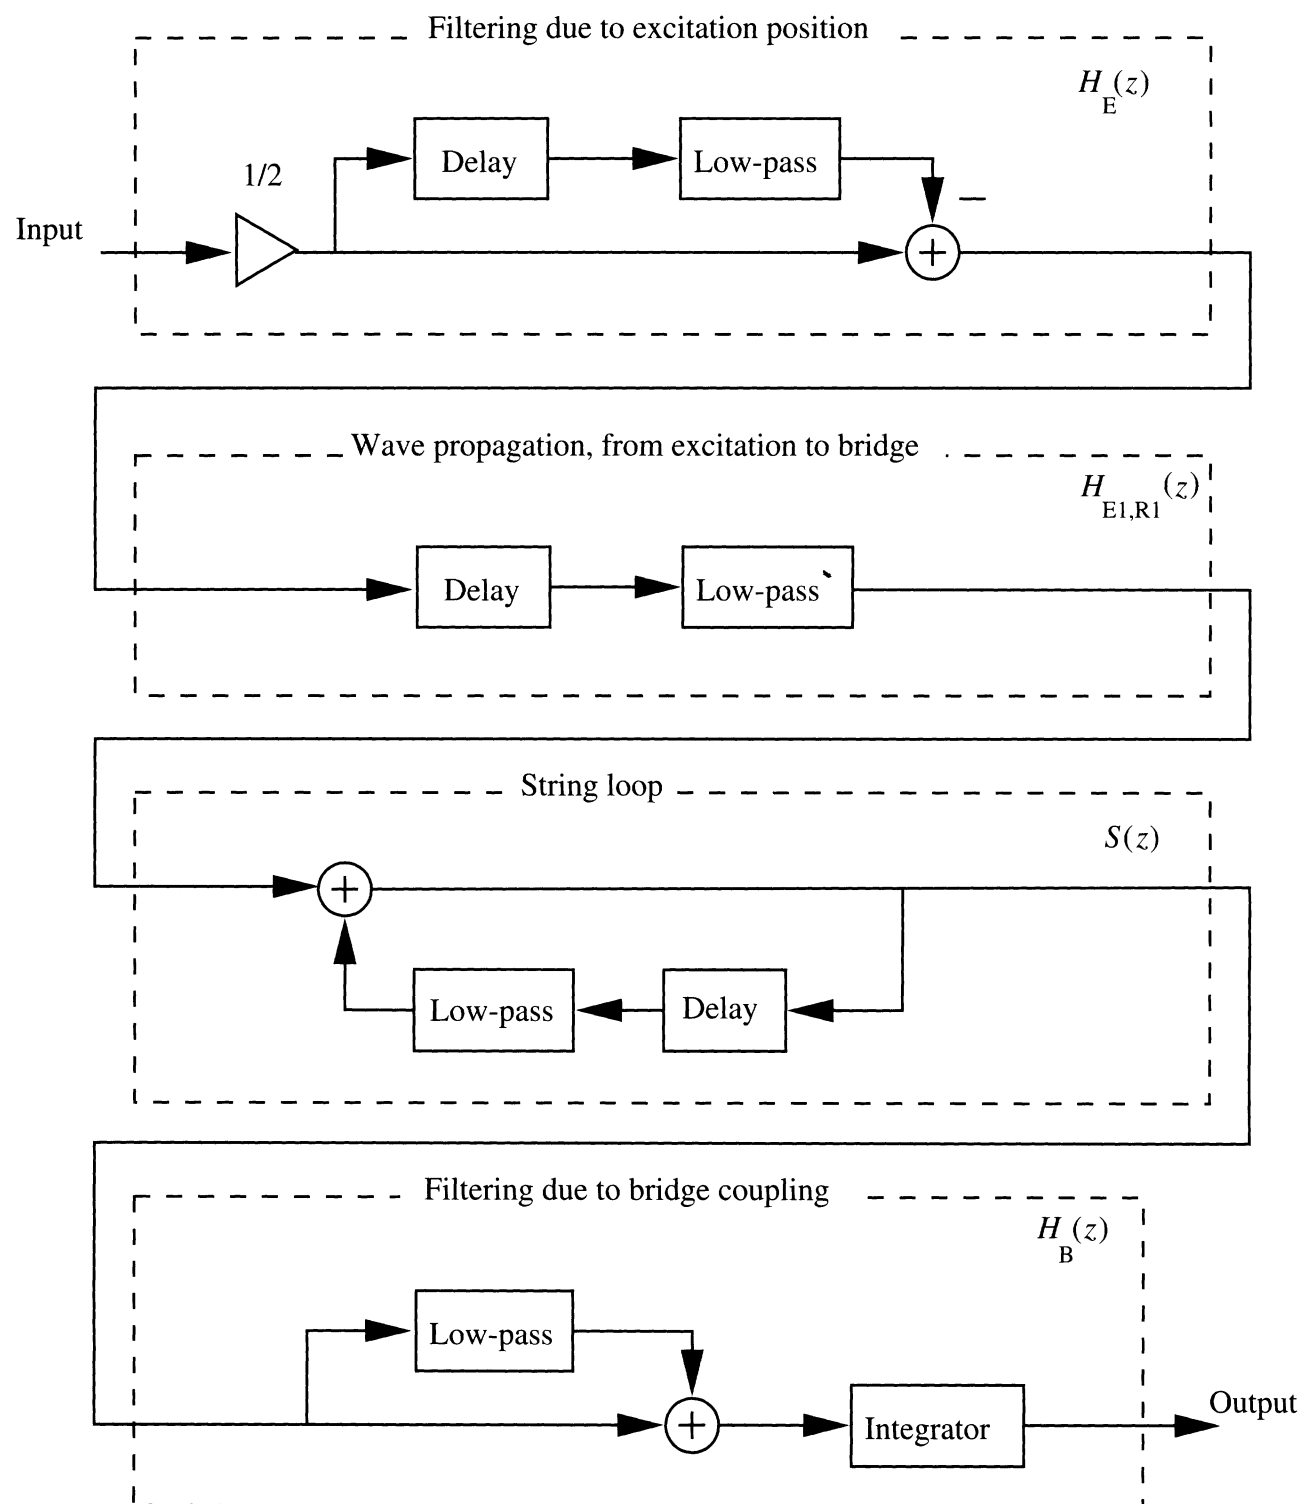 Filtering due to excitation position
H_E(z)
1/2
Delay
Low-pass
−
Input
+
Wave propagation, from excitation to bridge
H_E1,R1(z)
Delay
Low-pass
String loop
S(z)
+
Low-pass
Delay
Filtering due to bridge coupling
H_B(z)
Low-pass
+
Integrator
Output